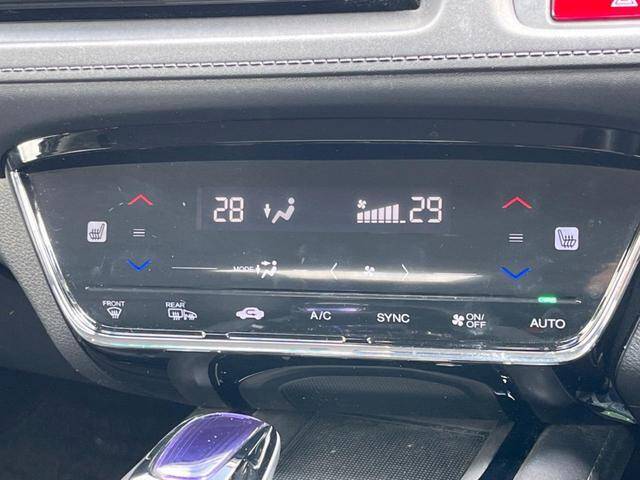 28 29
MODE
FRONT REAR A/C SYNC ON/OFF AUTO